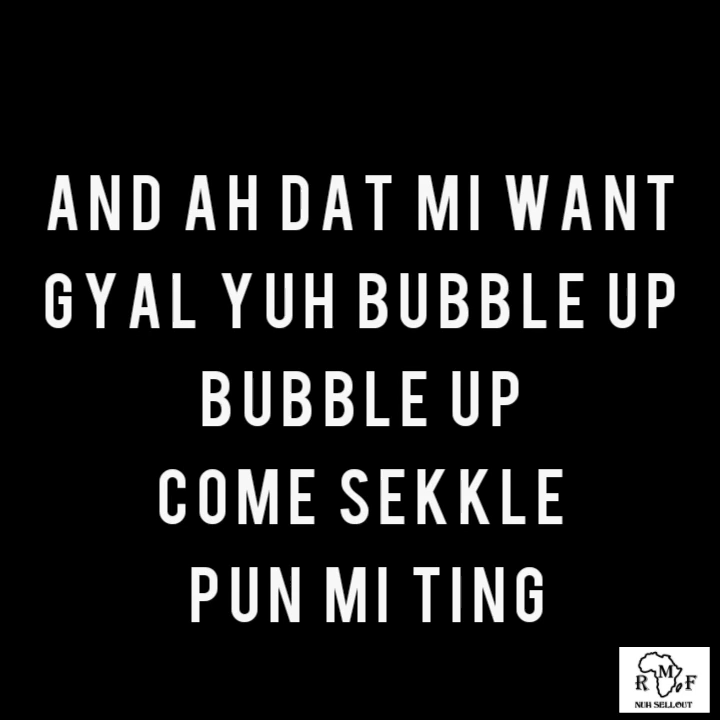 AND AH DAT MI WANT
GYAL YUH BUBBLE UP
BUBBLE UP
COME SEKKLE
PUN MI TING
R M F
NUH SELLOUT